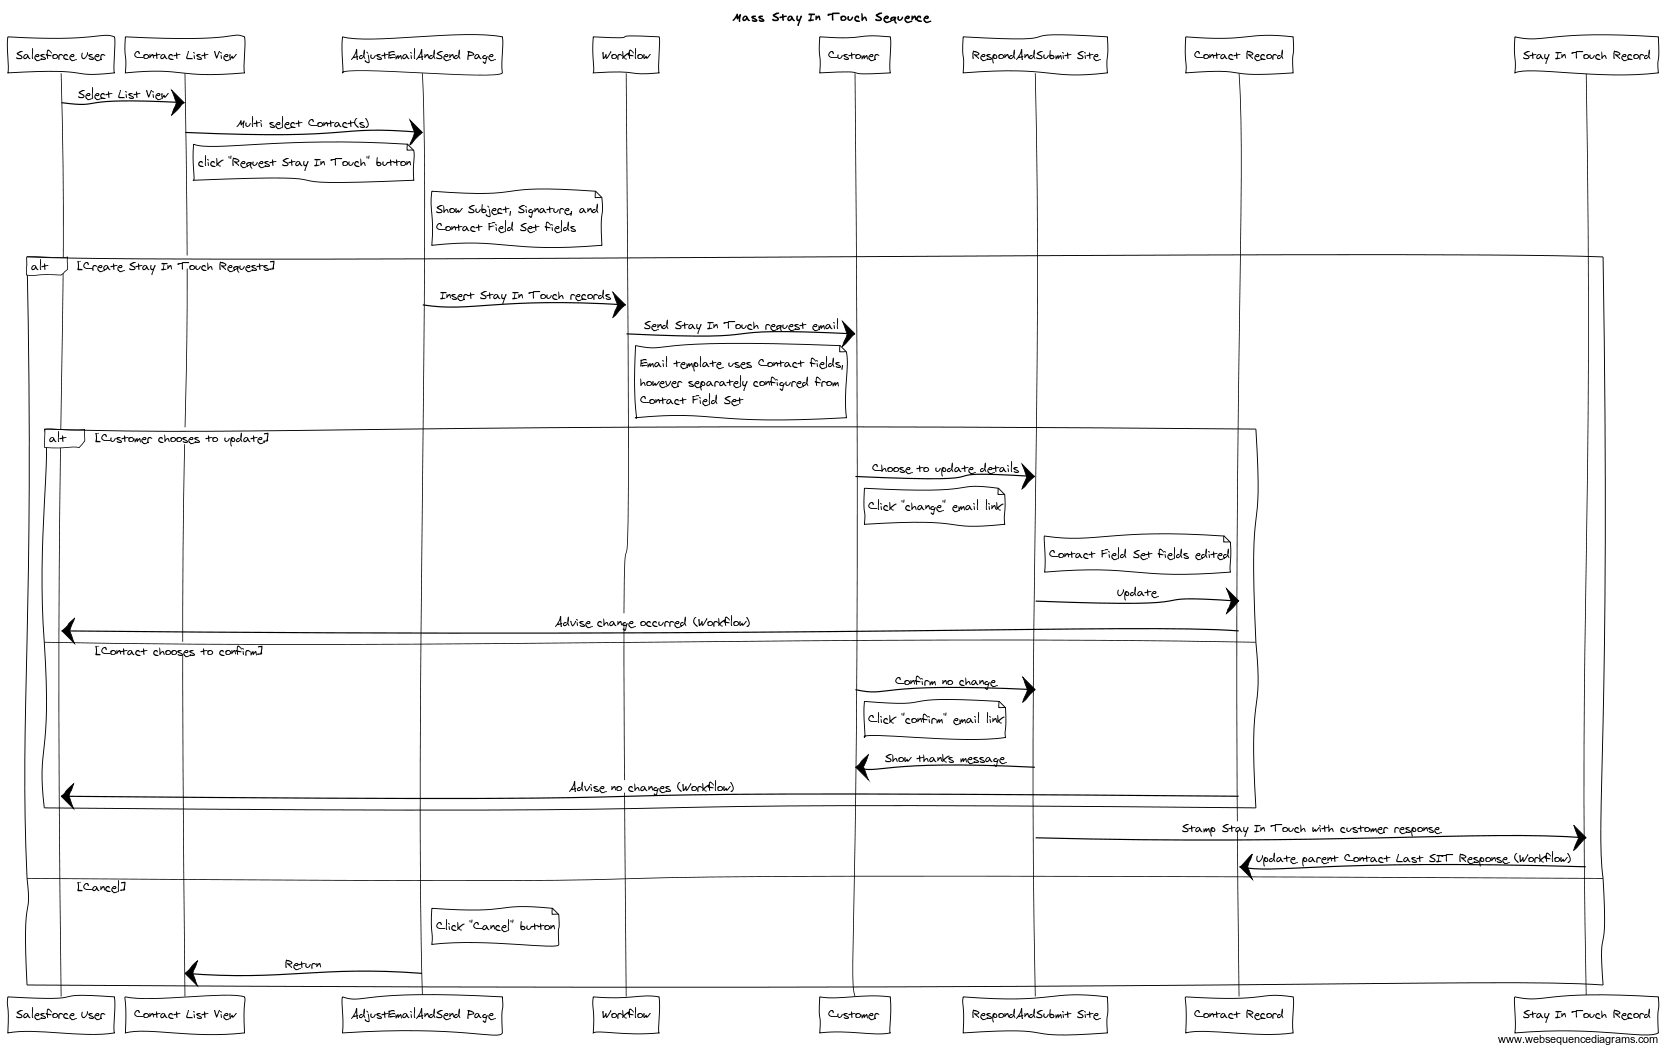 Mass Stay In Touch Sequence
Salesforce User
Contact List View
AdjustEmailAndSend Page
Workflow
Customer
RespondAndSubmit Site
Contact Record
Stay In Touch Record
Select List View
Multi select Contact(s)
click "Request Stay In Touch" button
Show Subject, Signature, and
Contact Field Set fields
alt
[Create Stay In Touch Requests]
Insert Stay In Touch records
Send Stay In Touch request email
Email template uses Contact fields,
however separately configured from
Contact Field Set
alt
[Customer chooses to update]
Choose to update details
Click "change" email link
Contact Field Set fields edited
Update
Advise change occurred (Workflow)
[Contact chooses to confirm]
Confirm no change
Click "confirm" email link
Show thanks message
Advise no changes (Workflow)
Stamp Stay In Touch with customer response
Update parent Contact Last SIT Response (Workflow)
[Cancel]
Click "Cancel" button
Return
Salesforce User
Contact List View
AdjustEmailAndSend Page
Workflow
Customer
RespondAndSubmit Site
Contact Record
Stay In Touch Record
www.websequencediagrams.com